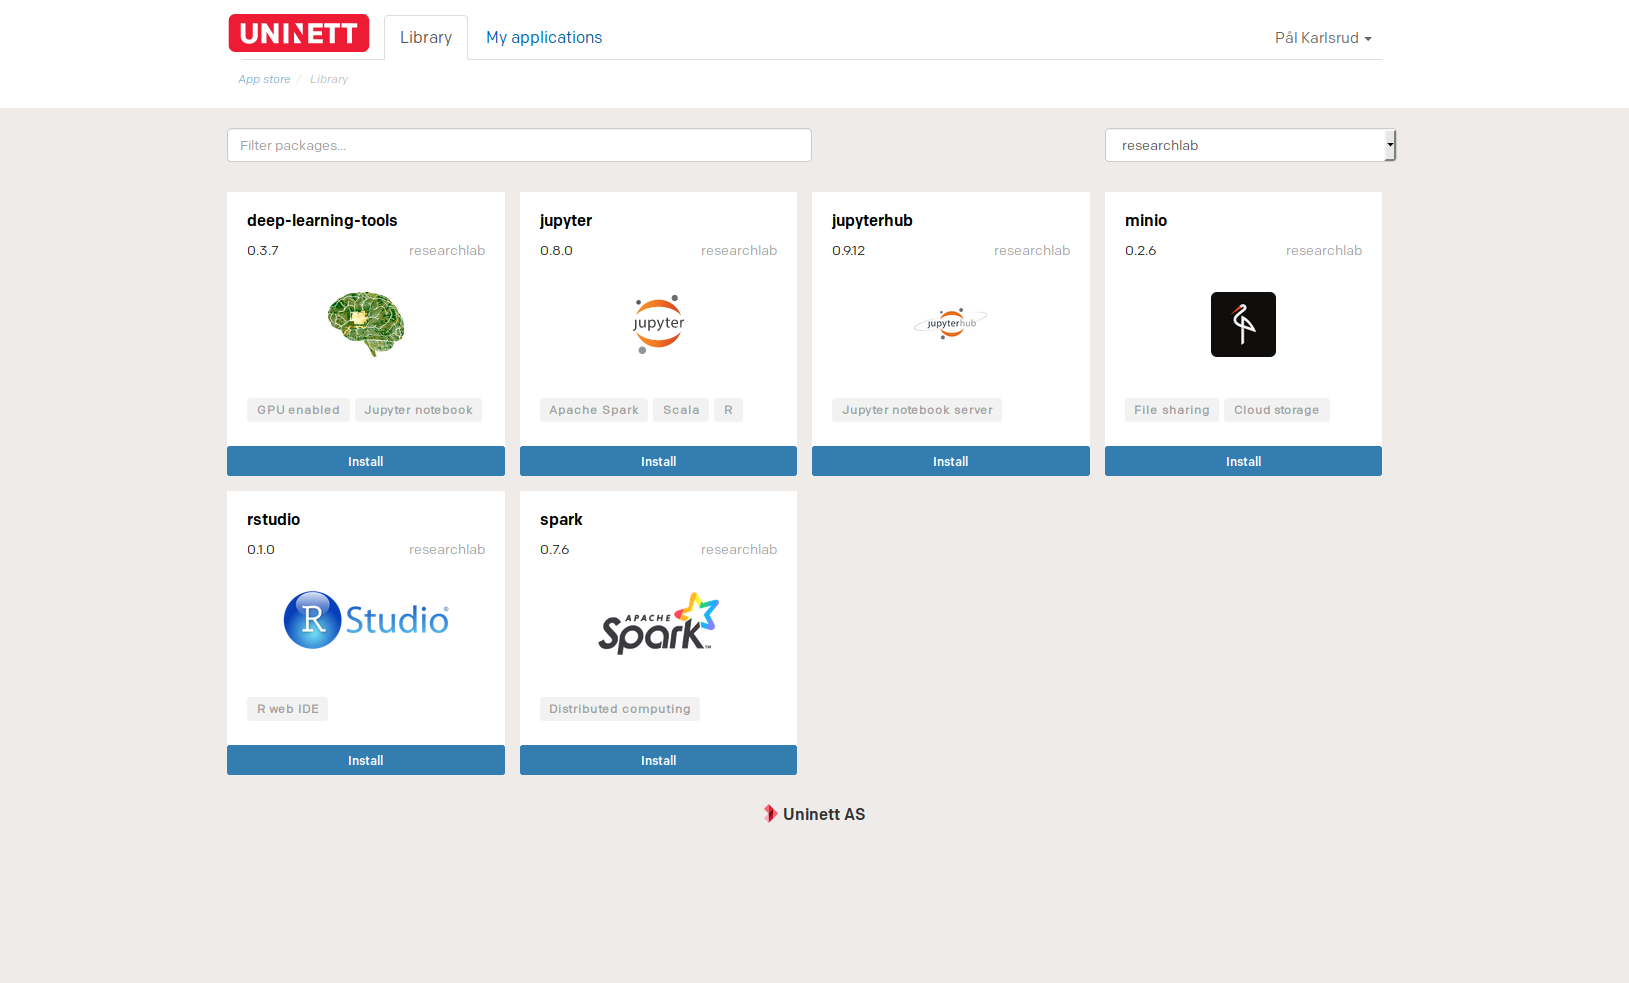 UNINETT Library My applications Pål Karlsrud
App store / Library
Filter packages... researchlab
deep-learning-tools
0.3.7 researchlab
GPU enabled Jupyter notebook
Install
jupyter
0.8.0 researchlab
jupyter
Apache Spark Scala R
Install
jupyterhub
0.9.12 researchlab
jupyterhub
Jupyter notebook server
Install
minio
0.2.6 researchlab
File sharing Cloud storage
Install
rstudio
0.1.0 researchlab
R Studio®
R web IDE
Install
spark
0.7.6 researchlab
APACHE
Spark™
Distributed computing
Install
Uninett AS